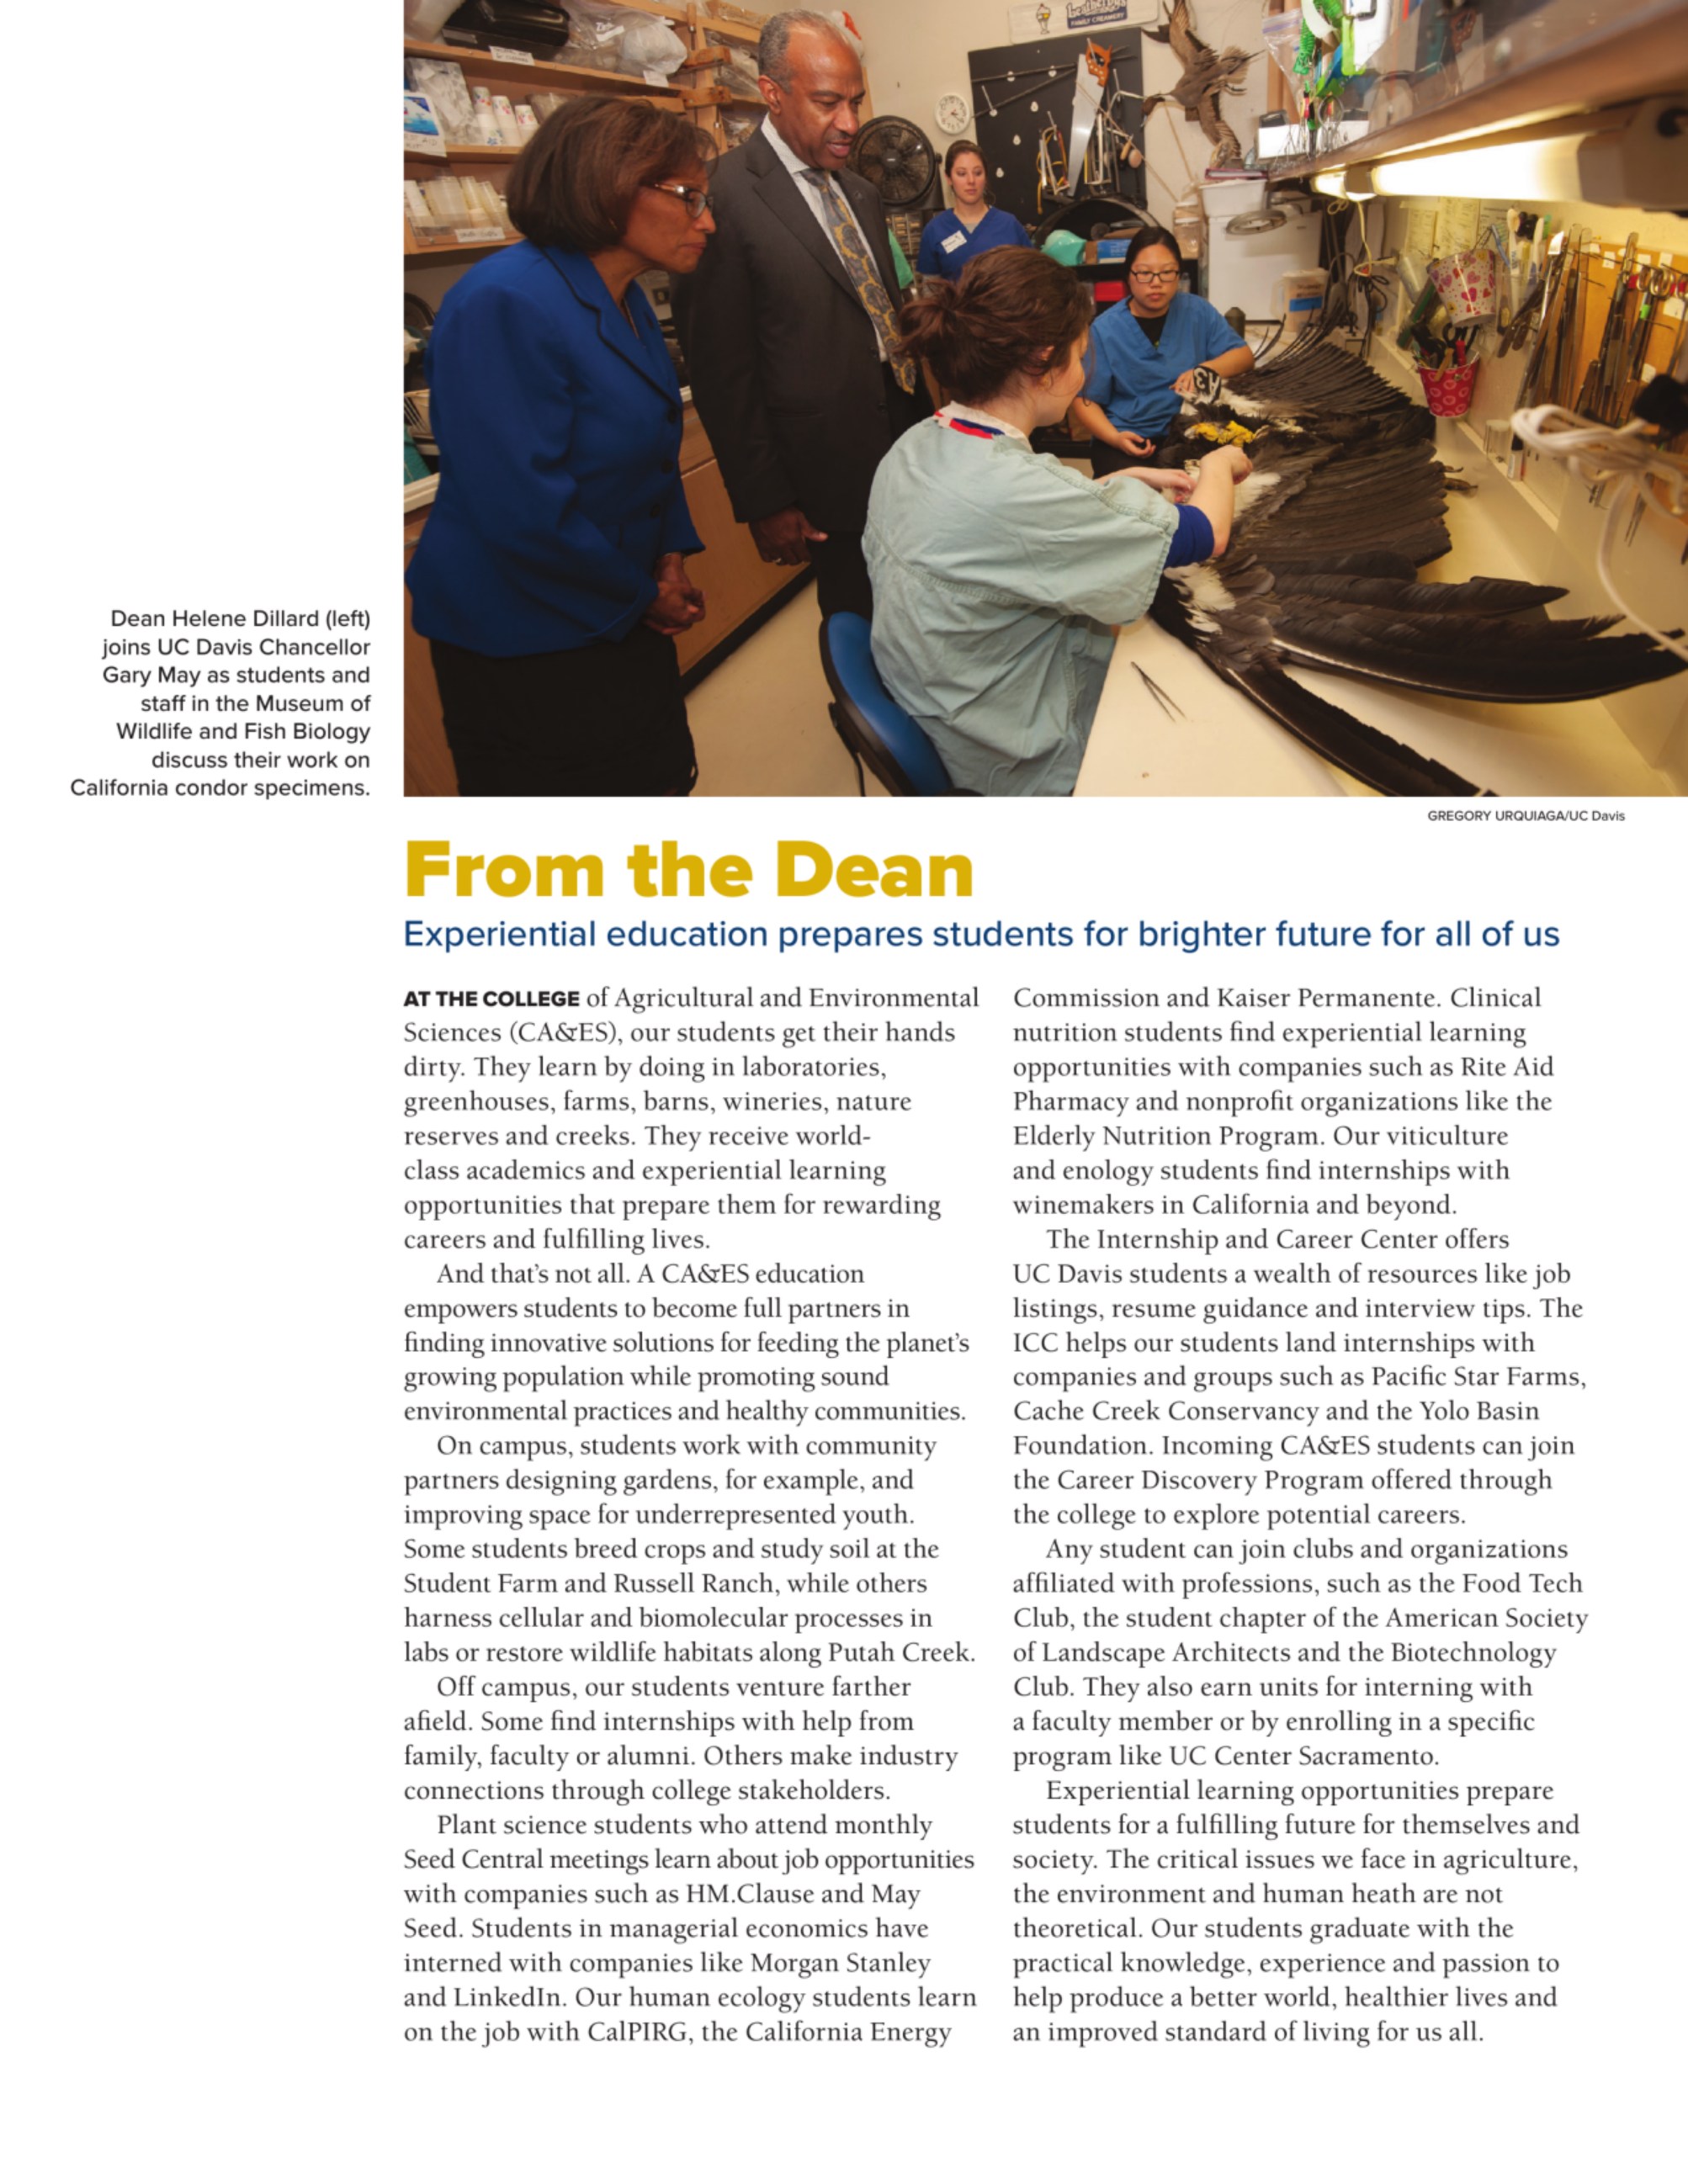 Leatherby's
FAMILY CREAMERY
A3
Dean Helene Dillard (left)
joins UC Davis Chancellor
Gary May as students and
staff in the Museum of
Wildlife and Fish Biology
discuss their work on
California condor specimens.
GREGORY URQUIAGA/UC Davis
From the Dean
Experiential education prepares students for brighter future for all of us
AT THE COLLEGE of Agricultural and Environmental
Sciences (CA&ES), our students get their hands
dirty. They learn by doing in laboratories,
greenhouses, farms, barns, wineries, nature
reserves and creeks. They receive world-
class academics and experiential learning
opportunities that prepare them for rewarding
careers and fulfilling lives.
And that's not all. A CA&ES education
empowers students to become full partners in
finding innovative solutions for feeding the planet's
growing population while promoting sound
environmental practices and healthy communities.
On campus, students work with community
partners designing gardens, for example, and
improving space for underrepresented youth.
Some students breed crops and study soil at the
Student Farm and Russell Ranch, while others
harness cellular and biomolecular processes in
labs or restore wildlife habitats along Putah Creek.
Off campus, our students venture farther
afield. Some find internships with help from
family, faculty or alumni. Others make industry
connections through college stakeholders.
Plant science students who attend monthly
Seed Central meetings learn about job opportunities
with companies such as HM.Clause and May
Seed. Students in managerial economics have
interned with companies like Morgan Stanley
and LinkedIn. Our human ecology students learn
on the job with CalPIRG, the California Energy
Commission and Kaiser Permanente. Clinical
nutrition students find experiential learning
opportunities with companies such as Rite Aid
Pharmacy and nonprofit organizations like the
Elderly Nutrition Program. Our viticulture
and enology students find internships with
winemakers in California and beyond.
The Internship and Career Center offers
UC Davis students a wealth of resources like job
listings, resume guidance and interview tips. The
ICC helps our students land internships with
companies and groups such as Pacific Star Farms,
Cache Creek Conservancy and the Yolo Basin
Foundation. Incoming CA&ES students can join
the Career Discovery Program offered through
the college to explore potential careers.
Any student can join clubs and organizations
affiliated with professions, such as the Food Tech
Club, the student chapter of the American Society
of Landscape Architects and the Biotechnology
Club. They also earn units for interning with
a faculty member or by enrolling in a specific
program like UC Center Sacramento.
Experiential learning opportunities prepare
students for a fulfilling future for themselves and
society. The critical issues we face in agriculture,
the environment and human heath are not
theoretical. Our students graduate with the
practical knowledge, experience and passion to
help produce a better world, healthier lives and
an improved standard of living for us all.